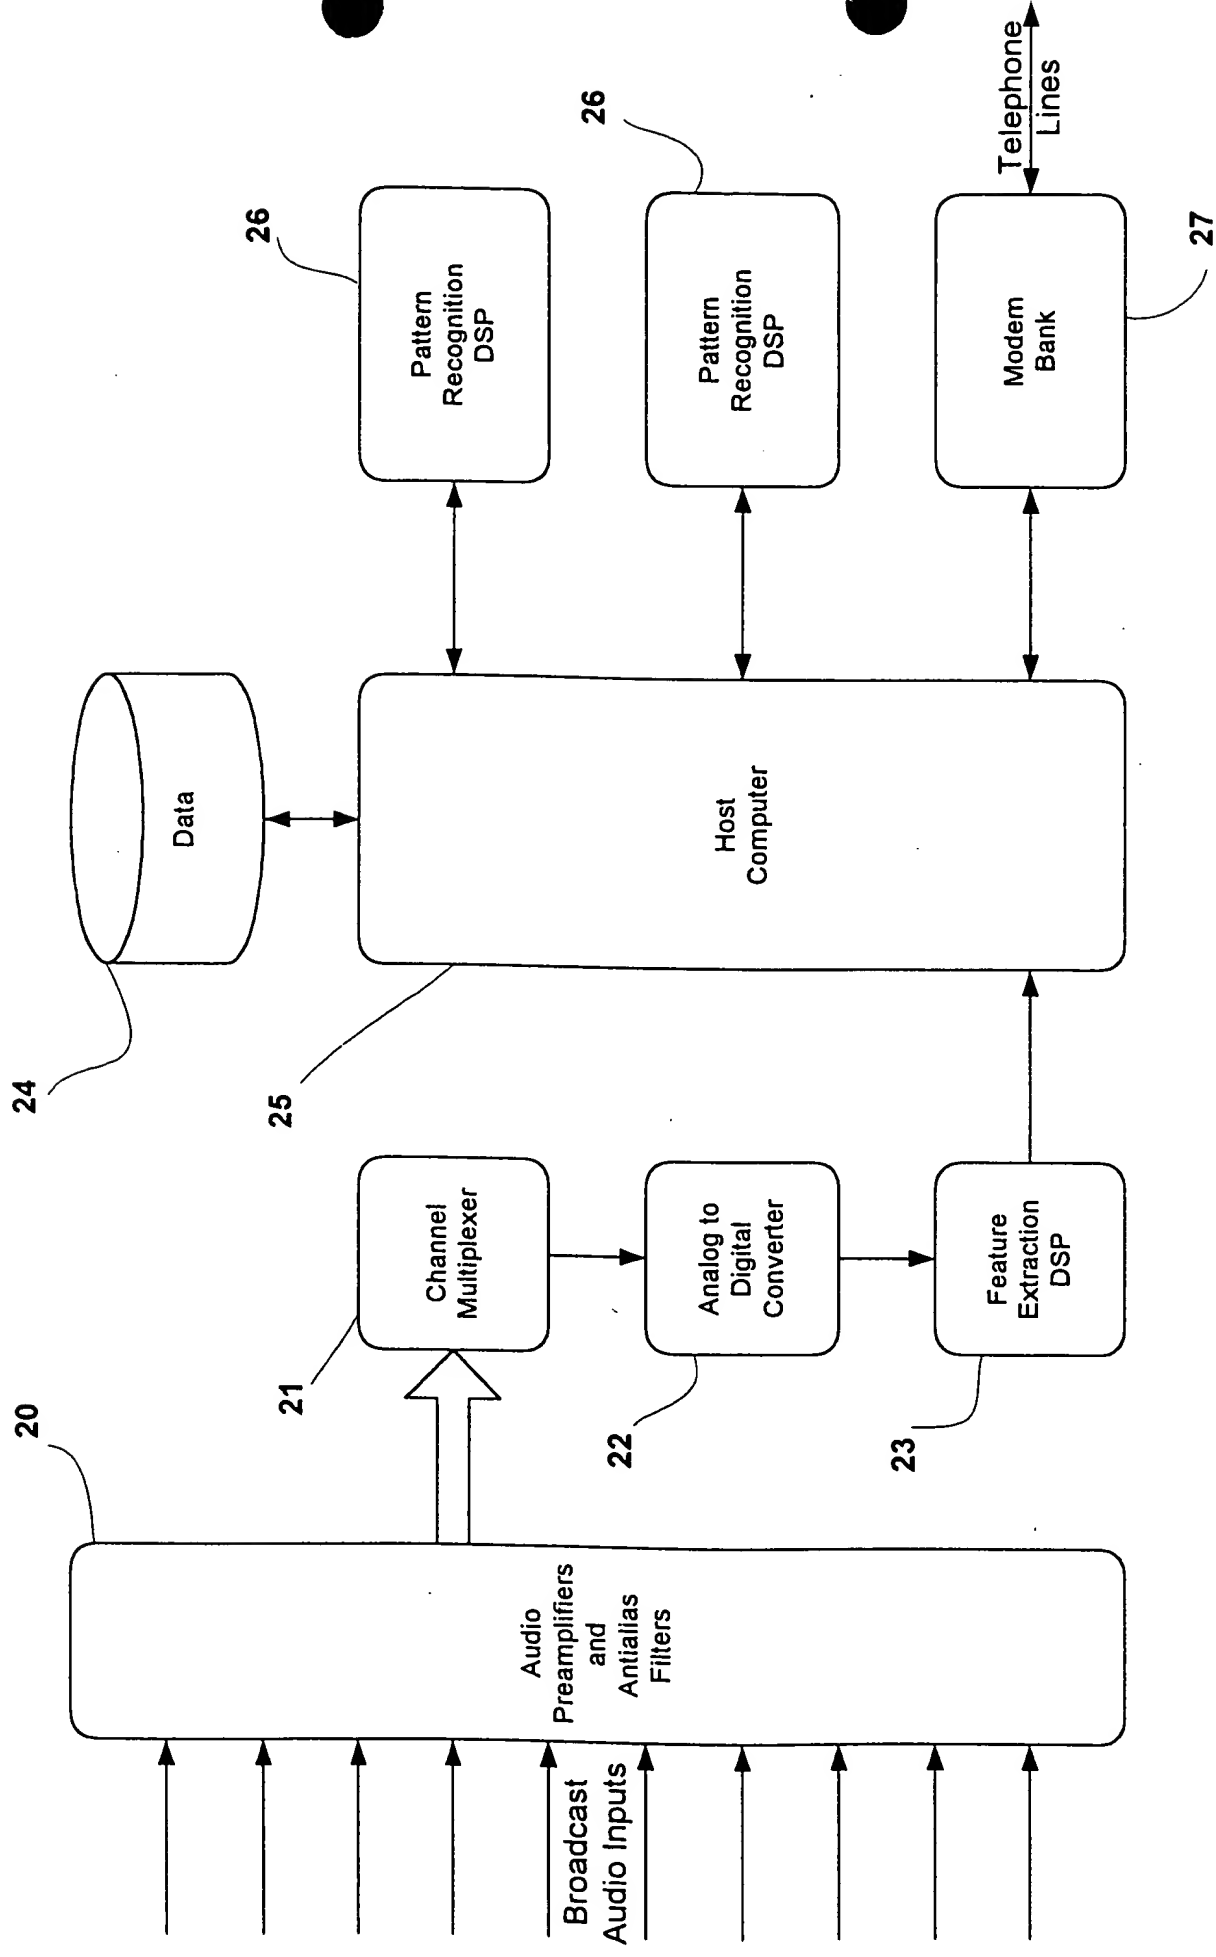 20
Broadcast
Audio Inputs
Audio
Preamplifiers
and
Antialias
Filters
21
Channel
Multiplexer
22
Analog to
Digital
Converter
23
Feature
Extraction
DSP
24
Data
25
Host
Computer
26
Pattern
Recognition
DSP
26
Pattern
Recognition
DSP
Modem
Bank
27
Telephone
Lines